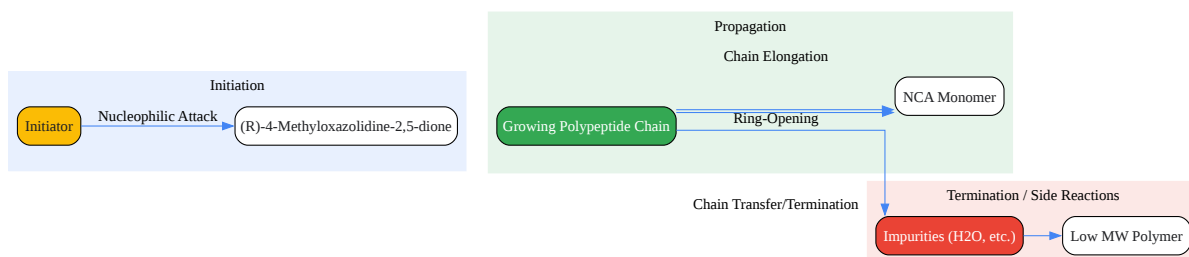 Initiation
Initiator
Nucleophilic Attack
(R)-4-Methyloxazolidine-2,5-dione
Propagation
Chain Elongation
Growing Polypeptide Chain
NCA Monomer
Ring-Opening
Chain Transfer/Termination
Termination / Side Reactions
Impurities (H2O, etc.)
Low MW Polymer